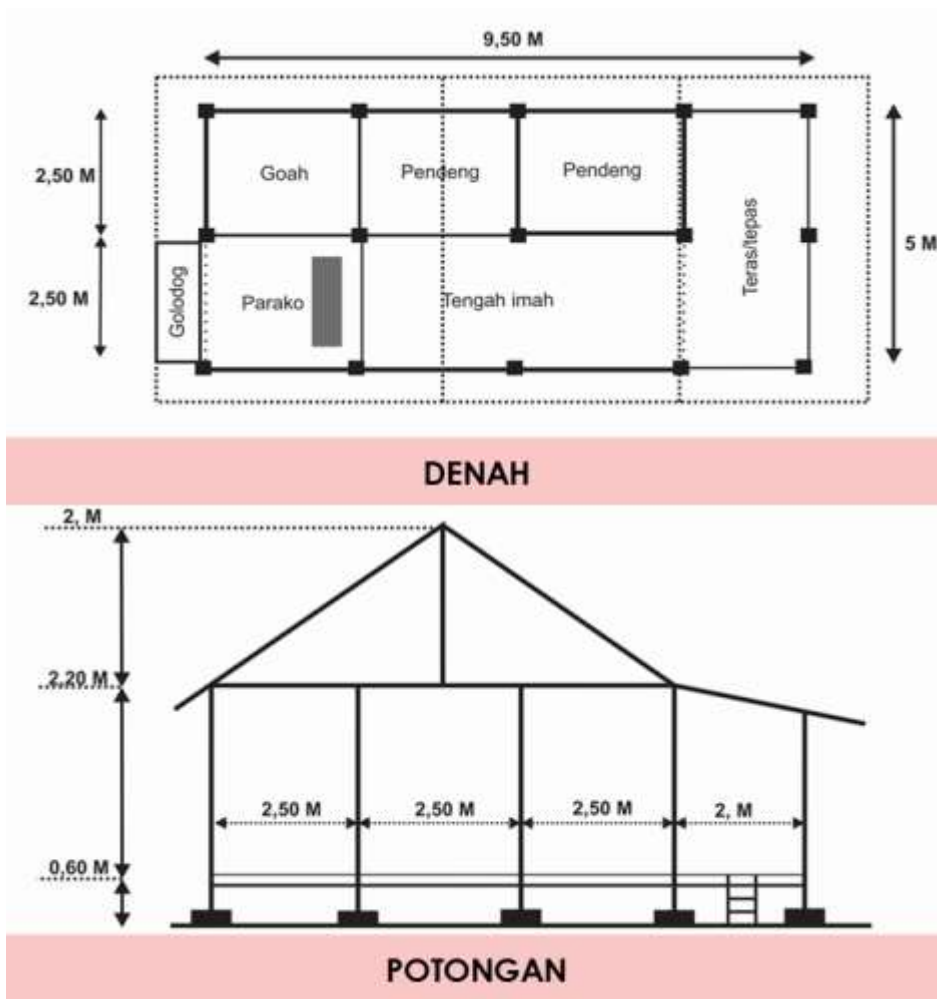 9,50 M
2,50 M
Goah
Pendeng
Pendeng
Teras/tepas
5 M
2,50 M
Golodog
Parako
Tengah imah
DENAH
2, M
2,20 M
2,50 M
2,50 M
2,50 M
2, M
0,60 M
POTONGAN